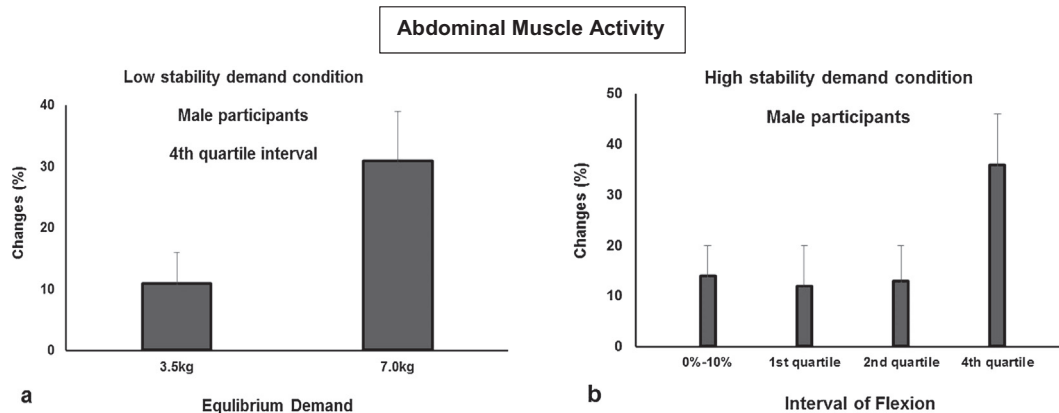 Abdominal Muscle Activity
Low stability demand condition
Male participants
4th quartile interval
Changes (%)
40
30
20
10
0
3.5kg 7.0kg
a
Equlibrium Demand
High stability demand condition
Male participants
Changes (%)
50
40
30
20
10
0
0%-10% 1st quartile 2nd quartile 4th quartile
b
Interval of Flexion